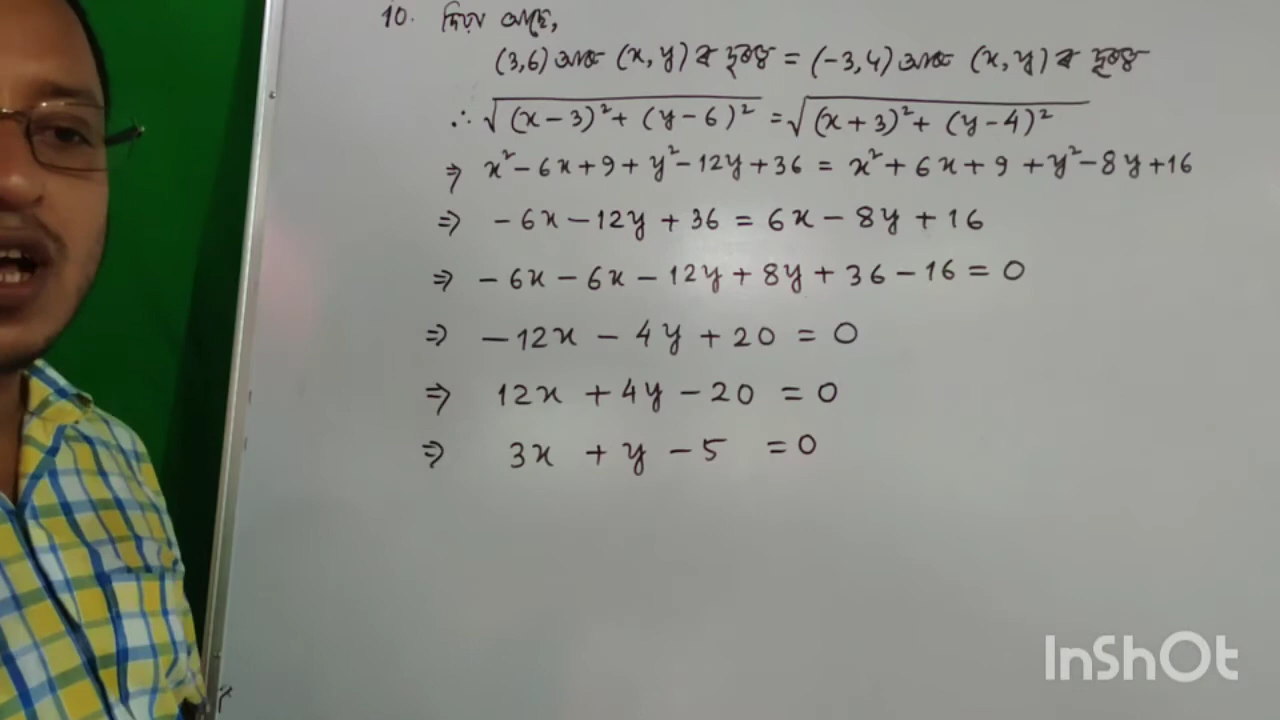 10. দিয়া আছে,
(3,6) আৰু (x, y) ৰ দূৰত্ব = (-3,4) আৰু (x, y) ৰ দূৰত্ব
∴ √(x-3)²+(y-6)² = √(x+3)²+(y-4)²
⇒ x²-6x+9+y²-12y+36 = x²+6x+9+y²-8y+16
⇒ -6x-12y+36 = 6x-8y+16
⇒ -6x-6x-12y+8y+36-16=0
⇒ -12x-4y+20=0
⇒ 12x+4y-20=0
⇒ 3x+y-5=0
InShOt